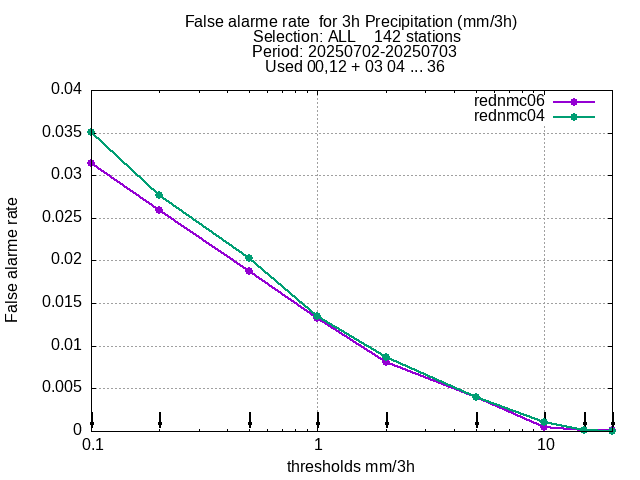 False alarme rate  for 3h Precipitation (mm/3h)
Selection: ALL    142 stations
Period: 20250702-20250703
Used 00,12 + 03 04 ... 36
rednmc06
rednmc04
0.04
0.035
0.03
0.025
0.02
0.015
0.01
0.005
0
False alarme rate
0.1
1
10
thresholds mm/3h